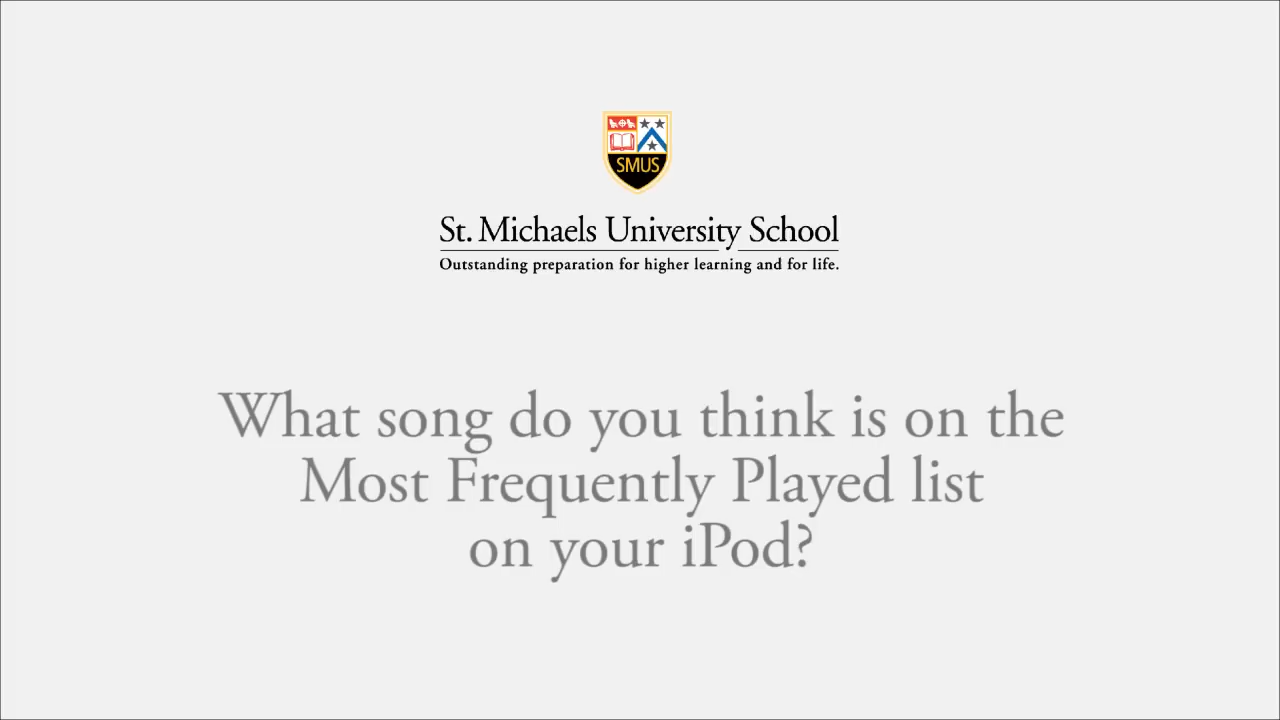 SMUS
St. Michaels University School
Outstanding preparation for higher learning and for life.
What song do you think is on the
Most Frequently Played list
on your iPod?